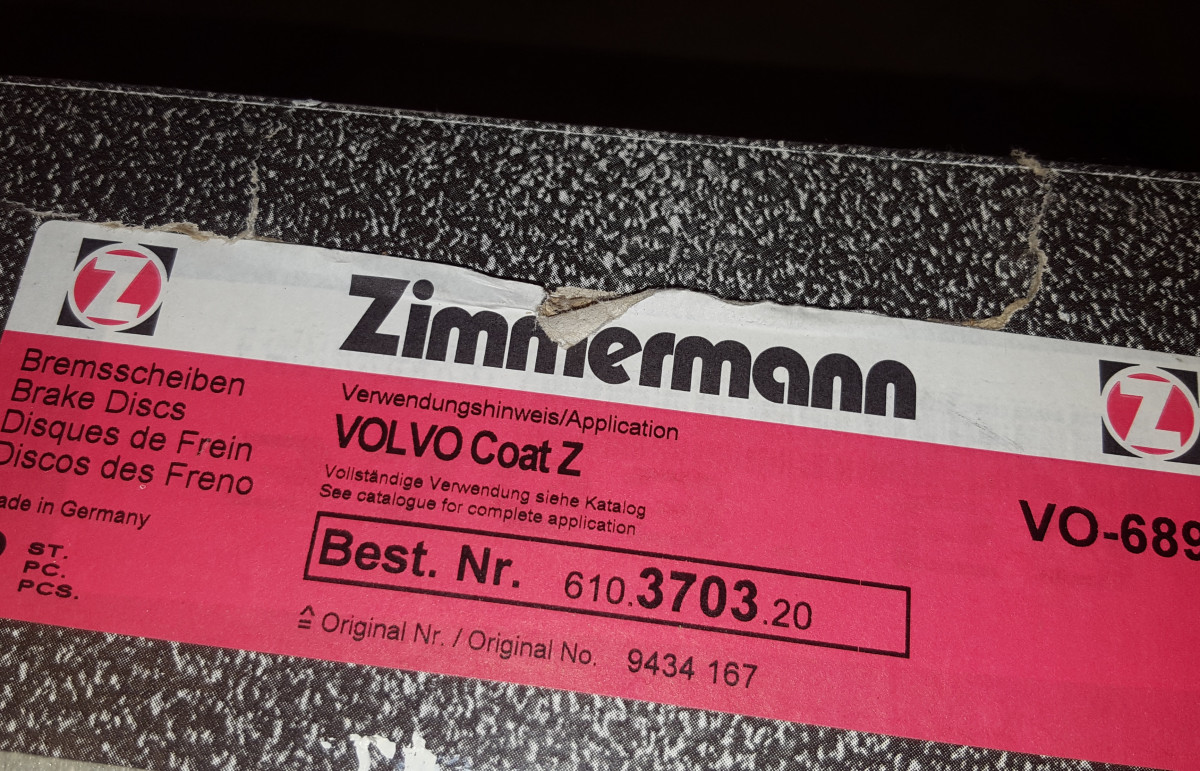 Z
Zimmermann
Z
Bremsscheiben
Brake Discs
Disques de Frein
Discos des Freno
Made in Germany
ST.
PC.
PCS.
Verwendungshinweis/Application
VOLVO Coat Z
Vollständige Verwendung siehe Katalog
See catalogue for complete application
VO-689
Best. Nr. 610.3703.20
≙ Original Nr. / Original No. 9434 167